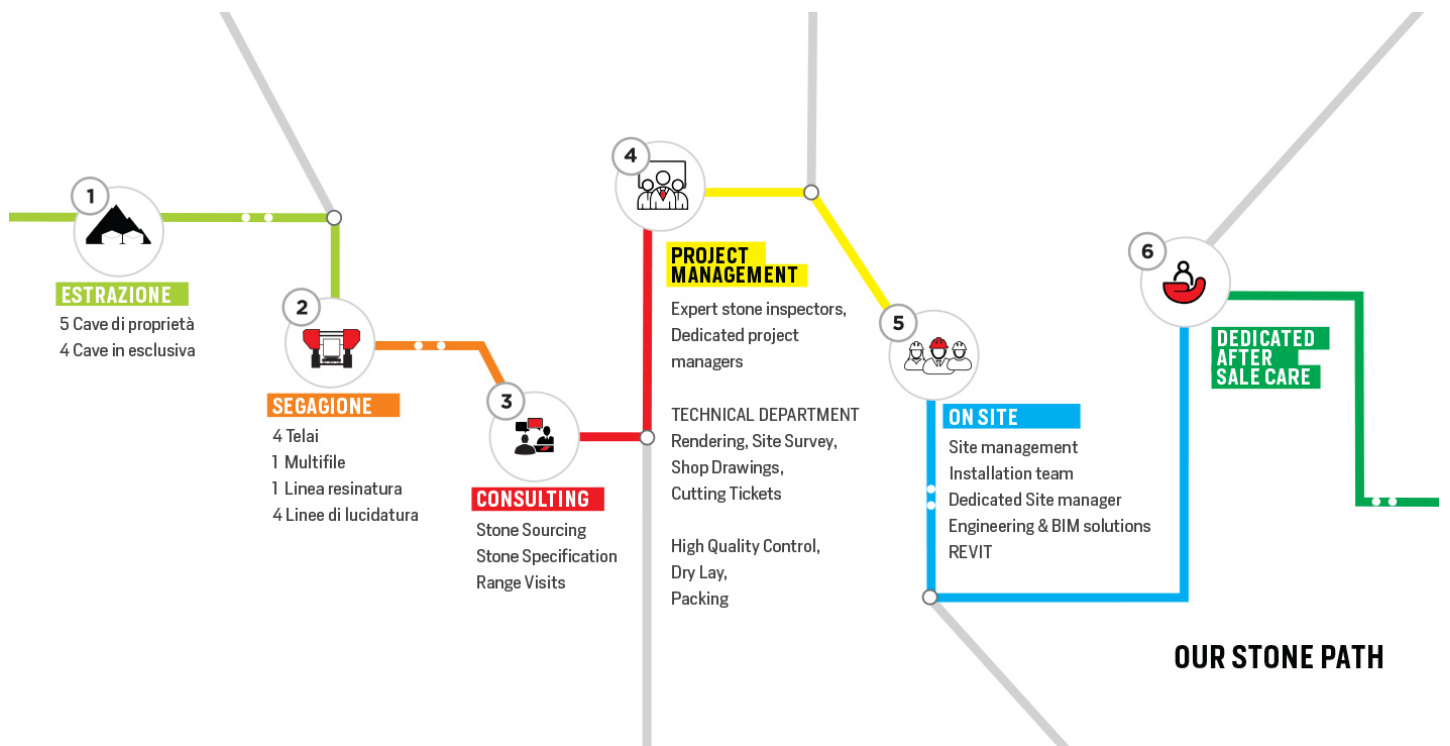 1
ESTRAZIONE
5 Cave di proprietà
4 Cave in esclusiva
2
SEGAGIONE
4 Telai
1 Multifile
1 Linea resinatura
4 Linee di lucidatura
3
CONSULTING
Stone Sourcing
Stone Specification
Range Visits
4
PROJECT
MANAGEMENT
Expert stone inspectors,
Dedicated project
managers
TECHNICAL DEPARTMENT
Rendering, Site Survey,
Shop Drawings,
Cutting Tickets
High Quality Control,
Dry Lay,
Packing
5
ON SITE
Site management
Installation team
Dedicated Site manager
Engineering & BIM solutions
REVIT
6
DEDICATED
AFTER
SALE CARE
OUR STONE PATH